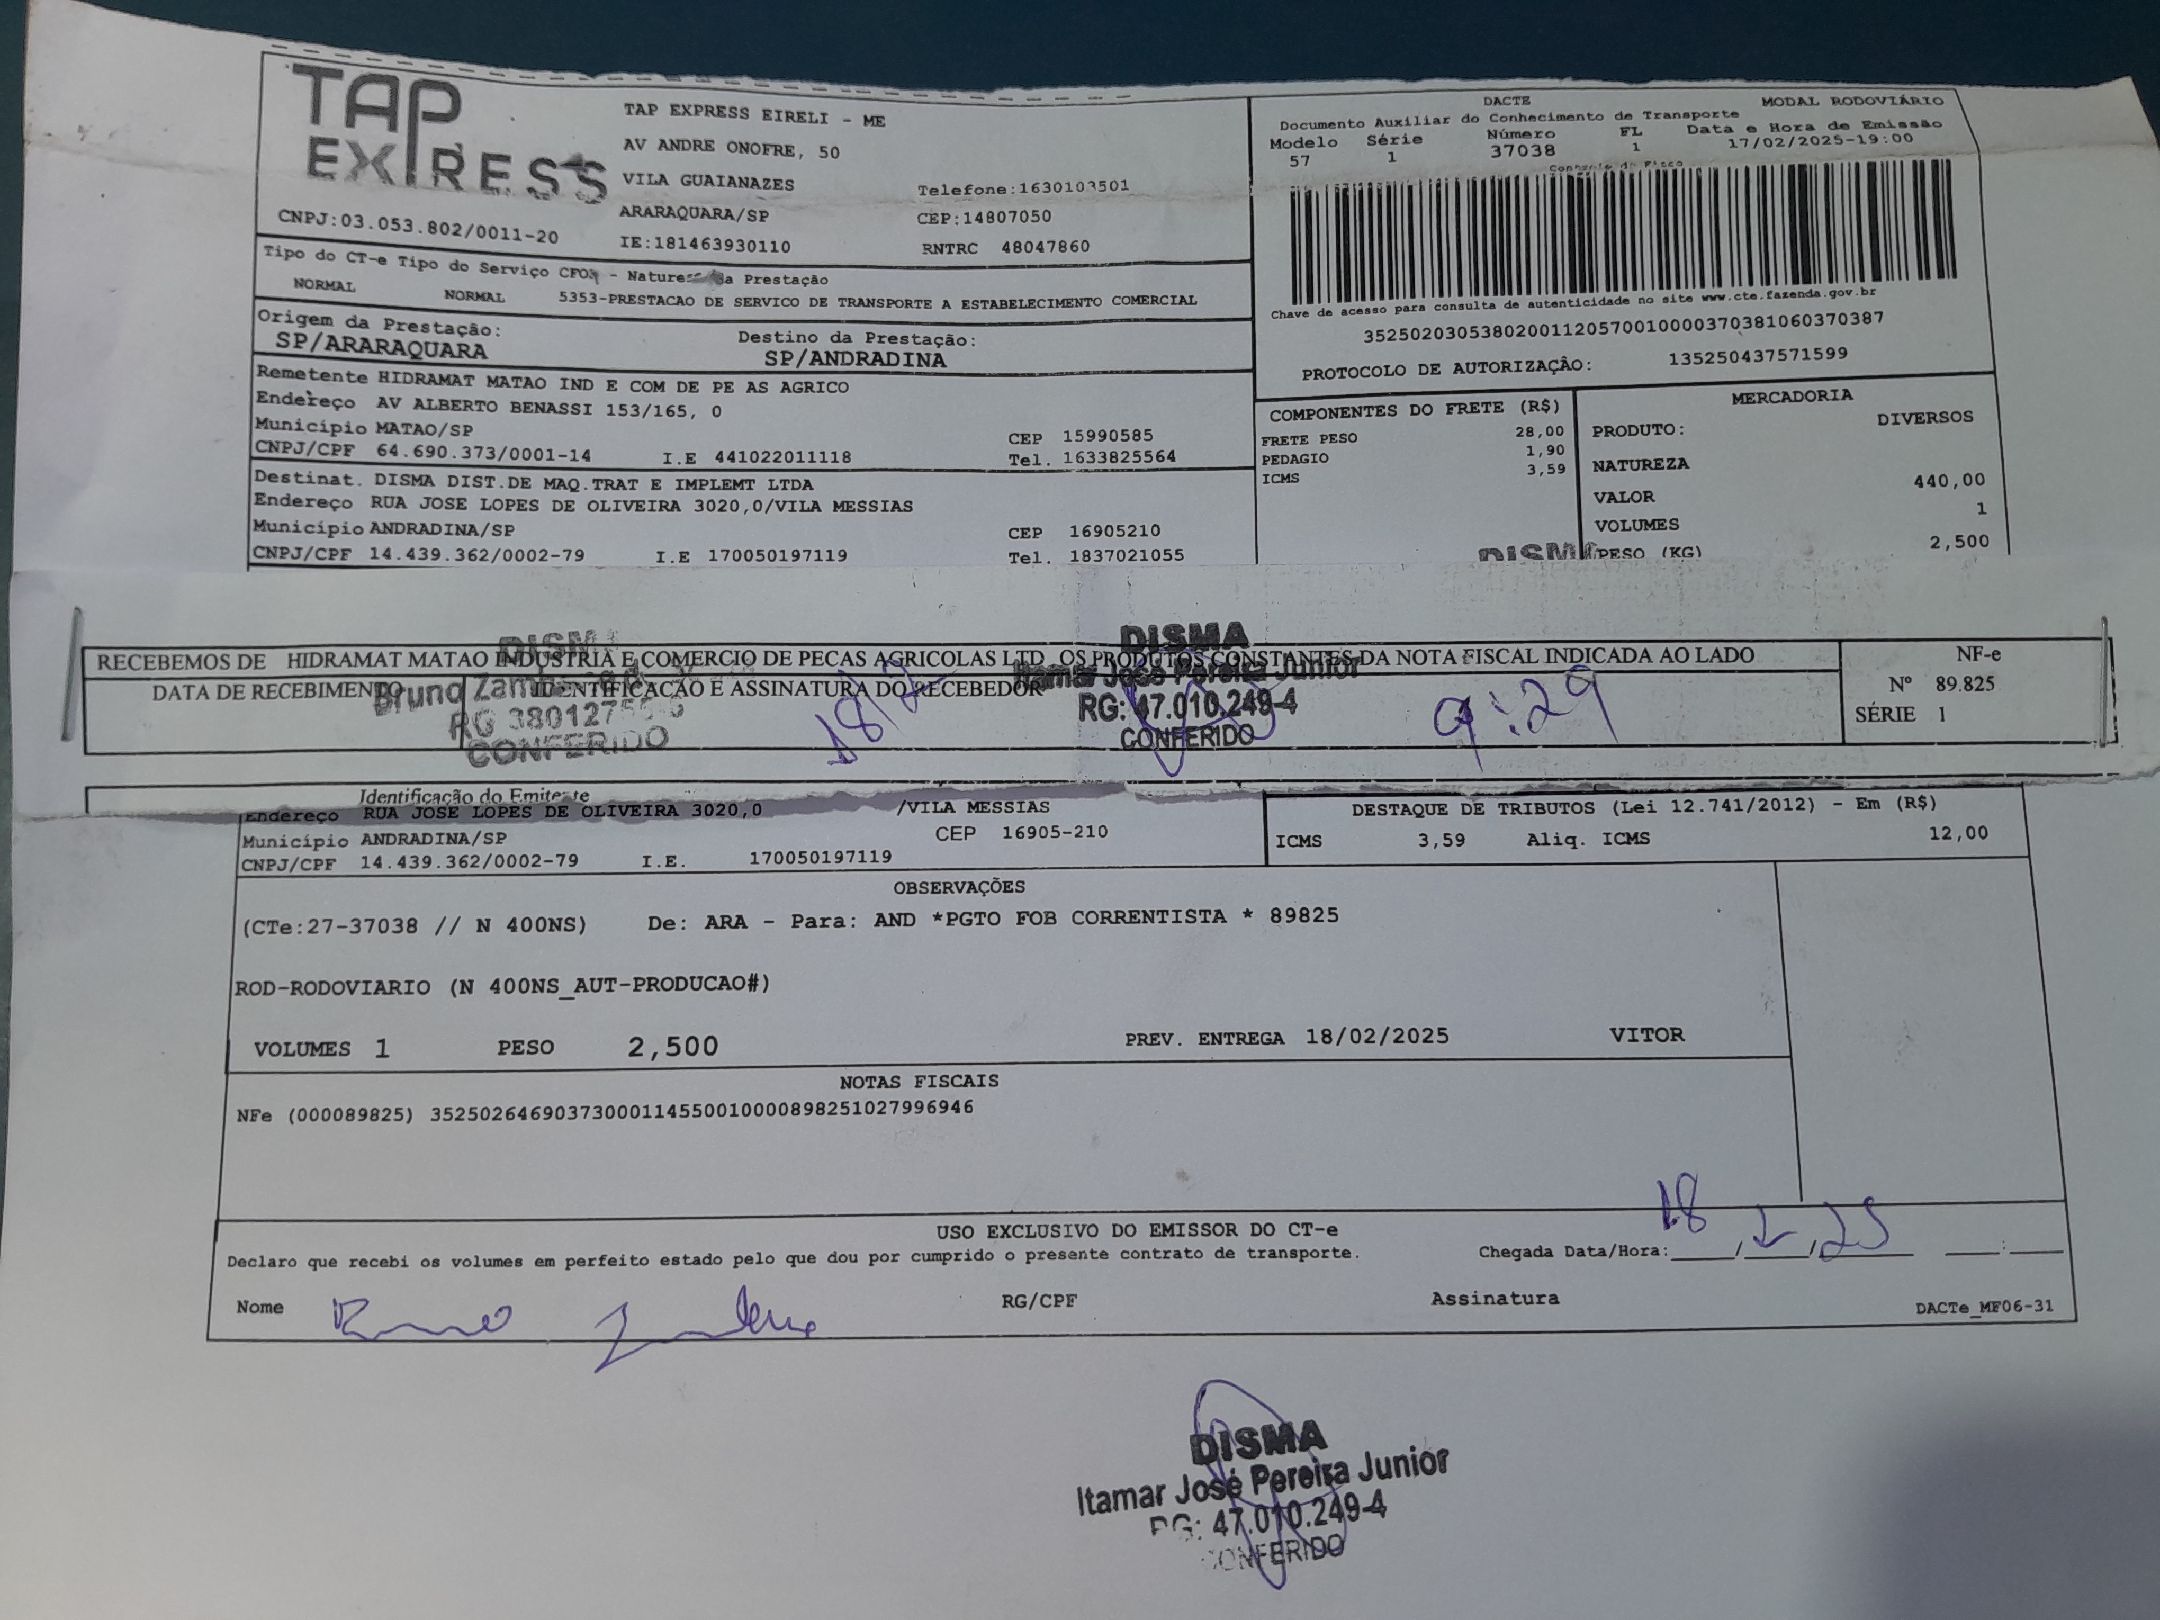 TAP
EXPRESS
TAP EXPRESS EIRELI - ME
AV ANDRE ONOFRE, 50
VILA GUAIANAZES
Telefone:1630103501
ARARAQUARA/SP
CEP:14807050
CNPJ:03.053.802/0011-20
IE:181463930110
RNTRC 48047860
DACTE
MODAL RODOVIÁRIO
Documento Auxiliar do Conhecimento de Transporte
Modelo Série Número FL Data e Hora de Emissão
57 1 37038 1 17/02/2025-19:00
Chave de acesso para consulta de autenticidade no site www.cte.fazenda.gov.br
35250203053802001120570010000370381060370387
PROTOCOLO DE AUTORIZAÇÃO: 135250437571599
Tipo do CT-e Tipo do Serviço - Prestação
NORMAL NORMAL 5353-PRESTACAO DE SERVICO DE TRANSPORTE A ESTABELECIMENTO COMERCIAL
Origem da Prestação: Destino da Prestação:
SP/ARARAQUARA SP/ANDRADINA
Remetente HIDRAMAT MATAO IND E COM DE PE AS AGRICO
Endereço AV ALBERTO BENASSI 153/165, 0
Município MATAO/SP CEP 15990585
CNPJ/CPF 64.690.373/0001-14 I.E 441022011118 Tel. 1633825564
Destinat. DISMA DIST.DE MAQ.TRAT E IMPLEMT LTDA
Endereço RUA JOSE LOPES DE OLIVEIRA 3020,0/VILA MESSIAS
Município ANDRADINA/SP CEP 16905210
CNPJ/CPF 14.439.362/0002-79 I.E 170050197119 Tel. 1837021055
COMPONENTES DO FRETE (R$)
FRETE PESO 28,00
PEDAGIO 1,90
ICMS 3,59
MERCADORIA
PRODUTO: DIVERSOS
NATUREZA
VALOR 440,00
VOLUMES 1
PESO (KG) 2,500
DISMA
RECEBEMOS DE HIDRAMAT MATAO INDUSTRIA E COMERCIO DE PECAS AGRICOLAS LTD OS PRODUTOS CONSTANTES DA NOTA FISCAL INDICADA AO LADO
DATA DE RECEBIMENTO IDENTIFICAÇÃO E ASSINATURA DO RECEBEDOR
NF-e
Nº 89.825
SÉRIE 1
DISMA
Bruno
CONFERIDO
18/2
DISMA
Itamar José Pereira Junior
RG: 47.010.249-4
CONFERIDO
9:29
Identificação do Emitente
Endereço RUA JOSE LOPES DE OLIVEIRA 3020,0 /VILA MESSIAS
Município ANDRADINA/SP CEP 16905-210
CNPJ/CPF 14.439.362/0002-79 I.E. 170050197119
DESTAQUE DE TRIBUTOS (Lei 12.741/2012) - Em (R$)
ICMS 3,59 Aliq. ICMS 12,00
OBSERVAÇÕES
(CTe:27-37038 // N 400NS) De: ARA - Para: AND *PGTO FOB CORRENTISTA * 89825
ROD-RODOVIARIO (N 400NS_AUT-PRODUCAO#)
VOLUMES 1 PESO 2,500 PREV. ENTREGA 18/02/2025 VITOR
NOTAS FISCAIS
NFe (000089825) 35250264690373000114550010000898251027996946
USO EXCLUSIVO DO EMISSOR DO CT-e
Declaro que recebi os volumes em perfeito estado pelo que dou por cumprido o presente contrato de transporte.
Chegada Data/Hora: 18/2/25 :
Nome Bruno RG/CPF Assinatura
DACTe_MF06-31
DISMA
Itamar José Pereira Junior
RG: 47.010.249-4
CONFERIDO